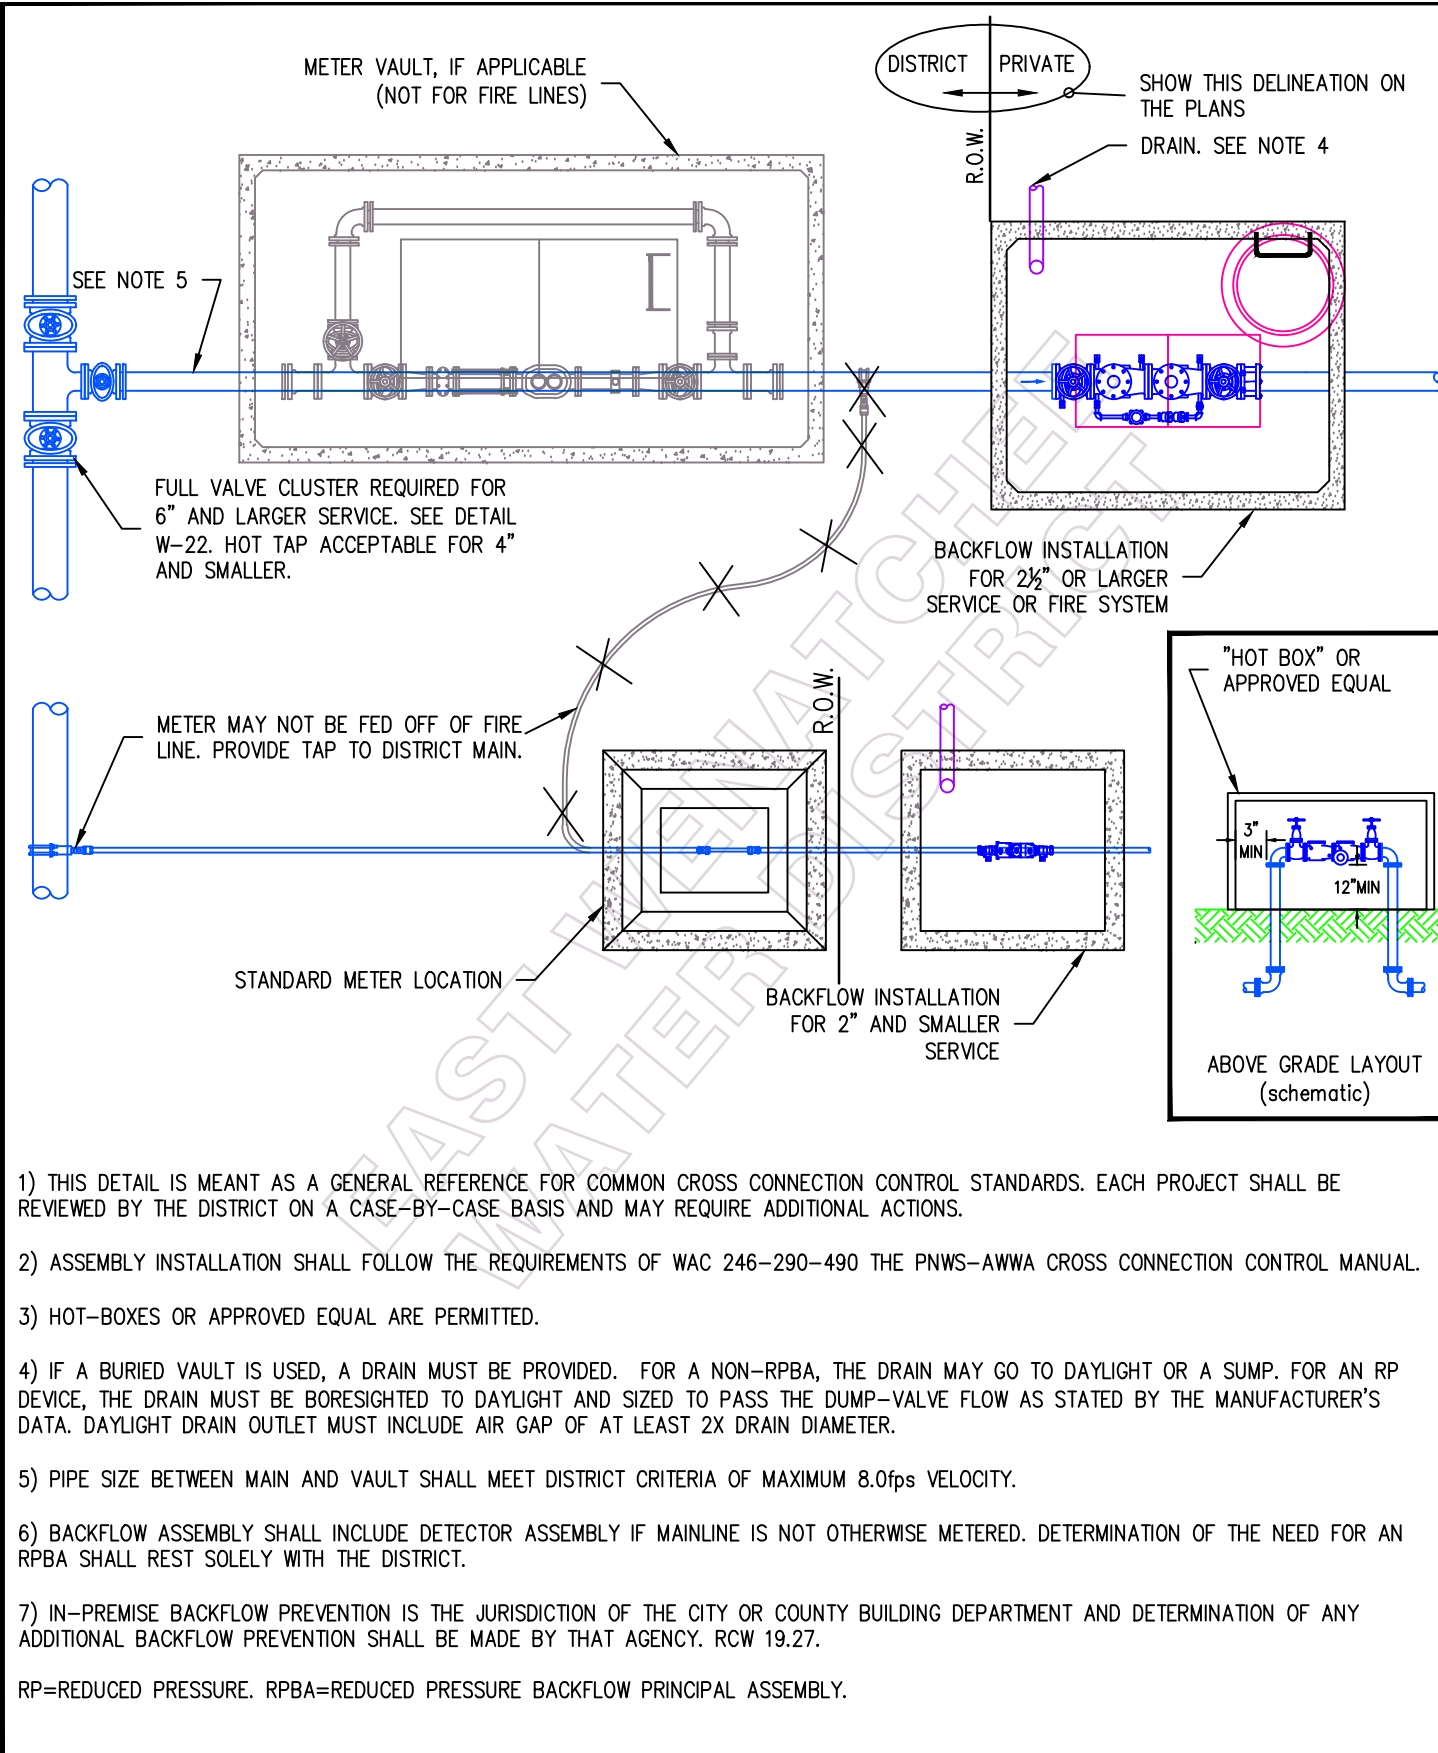 METER VAULT, IF APPLICABLE
(NOT FOR FIRE LINES)
DISTRICT PRIVATE
SHOW THIS DELINEATION ON
THE PLANS
R.O.W.
DRAIN. SEE NOTE 4
SEE NOTE 5
FULL VALVE CLUSTER REQUIRED FOR
6" AND LARGER SERVICE. SEE DETAIL
W-22. HOT TAP ACCEPTABLE FOR 4"
AND SMALLER.
BACKFLOW INSTALLATION
FOR 2½" OR LARGER
SERVICE OR FIRE SYSTEM
"HOT BOX" OR
APPROVED EQUAL
R.O.W.
METER MAY NOT BE FED OFF OF FIRE
LINE. PROVIDE TAP TO DISTRICT MAIN.
3"
MIN
12"MIN
STANDARD METER LOCATION
BACKFLOW INSTALLATION
FOR 2" AND SMALLER
SERVICE
ABOVE GRADE LAYOUT
(schematic)
EAST WENATCHEE
WATER DISTRICT
1) THIS DETAIL IS MEANT AS A GENERAL REFERENCE FOR COMMON CROSS CONNECTION CONTROL STANDARDS. EACH PROJECT SHALL BE
REVIEWED BY THE DISTRICT ON A CASE-BY-CASE BASIS AND MAY REQUIRE ADDITIONAL ACTIONS.
2) ASSEMBLY INSTALLATION SHALL FOLLOW THE REQUIREMENTS OF WAC 246-290-490 THE PNWS-AWWA CROSS CONNECTION CONTROL MANUAL.
3) HOT-BOXES OR APPROVED EQUAL ARE PERMITTED.
4) IF A BURIED VAULT IS USED, A DRAIN MUST BE PROVIDED. FOR A NON-RPBA, THE DRAIN MAY GO TO DAYLIGHT OR A SUMP. FOR AN RP
DEVICE, THE DRAIN MUST BE BORESIGHTED TO DAYLIGHT AND SIZED TO PASS THE DUMP-VALVE FLOW AS STATED BY THE MANUFACTURER'S
DATA. DAYLIGHT DRAIN OUTLET MUST INCLUDE AIR GAP OF AT LEAST 2X DRAIN DIAMETER.
5) PIPE SIZE BETWEEN MAIN AND VAULT SHALL MEET DISTRICT CRITERIA OF MAXIMUM 8.0fps VELOCITY.
6) BACKFLOW ASSEMBLY SHALL INCLUDE DETECTOR ASSEMBLY IF MAINLINE IS NOT OTHERWISE METERED. DETERMINATION OF THE NEED FOR AN
RPBA SHALL REST SOLELY WITH THE DISTRICT.
7) IN-PREMISE BACKFLOW PREVENTION IS THE JURISDICTION OF THE CITY OR COUNTY BUILDING DEPARTMENT AND DETERMINATION OF ANY
ADDITIONAL BACKFLOW PREVENTION SHALL BE MADE BY THAT AGENCY. RCW 19.27.
RP=REDUCED PRESSURE. RPBA=REDUCED PRESSURE BACKFLOW PRINCIPAL ASSEMBLY.